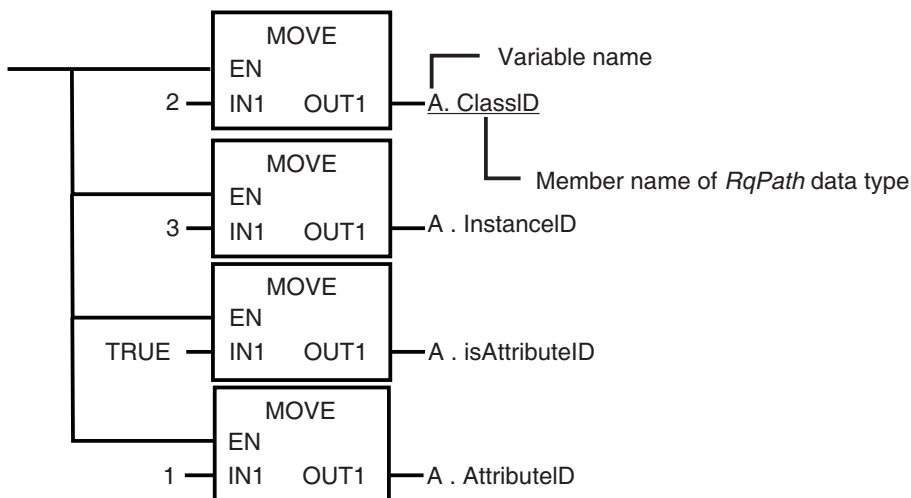 MOVE
EN
Variable name
2 IN1 OUT1 A. ClassID
MOVE
Member name of RqPath data type
EN
3 IN1 OUT1 A . InstanceID
MOVE
EN
TRUE IN1 OUT1 A . isAttributeID
MOVE
EN
1 IN1 OUT1 A . AttributeID